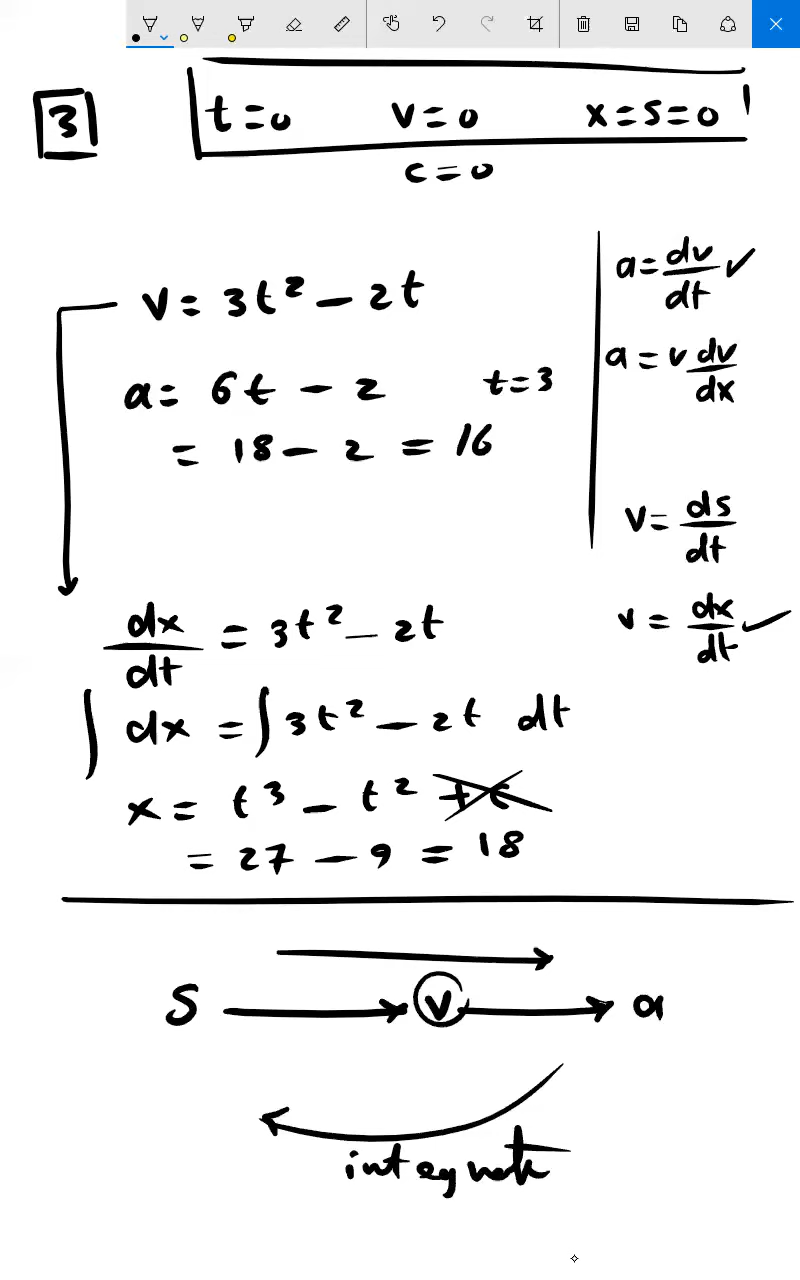 3
t=0 v=0 x=s=0
c=0
v= 3t² - 2t
a= 6t - 2 t=3
= 18 - 2 = 16
a= dv/dt ✓
a= v dv/dx
v= ds/dt
v= dx/dt ✓
dx/dt = 3t² - 2t
∫ dx = ∫ 3t² - 2t dt
x= t³ - t²
= 27 - 9 = 18
S → v → a
integrate